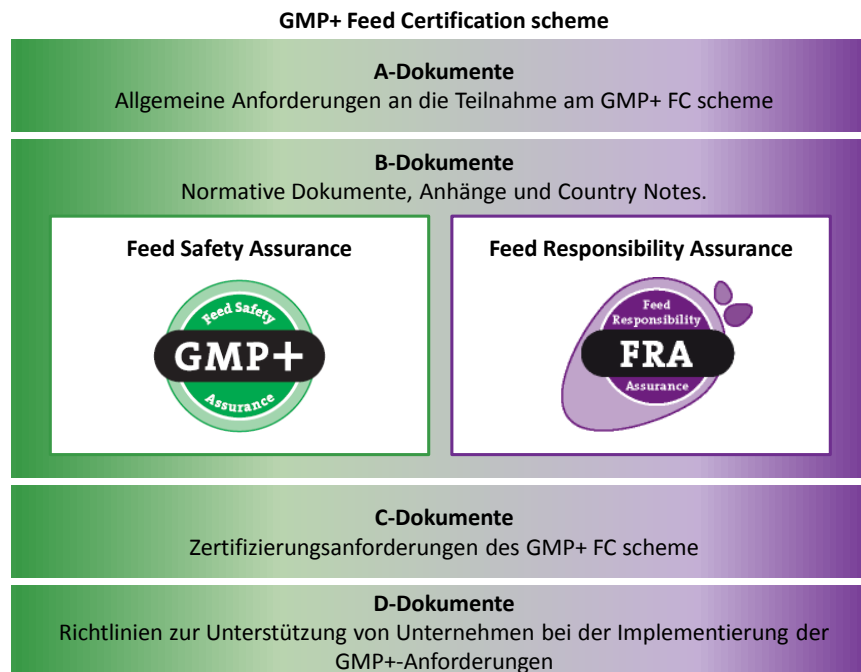 GMP+ Feed Certification scheme
A-Dokumente
Allgemeine Anforderungen an die Teilnahme am GMP+ FC scheme
B-Dokumente
Normative Dokumente, Anhänge und Country Notes.
Feed Safety Assurance
Feed Safety
GMP+
Assurance
Feed Responsibility Assurance
Feed
Responsibility
FRA
Assurance
C-Dokumente
Zertifizierungsanforderungen des GMP+ FC scheme
D-Dokumente
Richtlinien zur Unterstützung von Unternehmen bei der Implementierung der
GMP+-Anforderungen